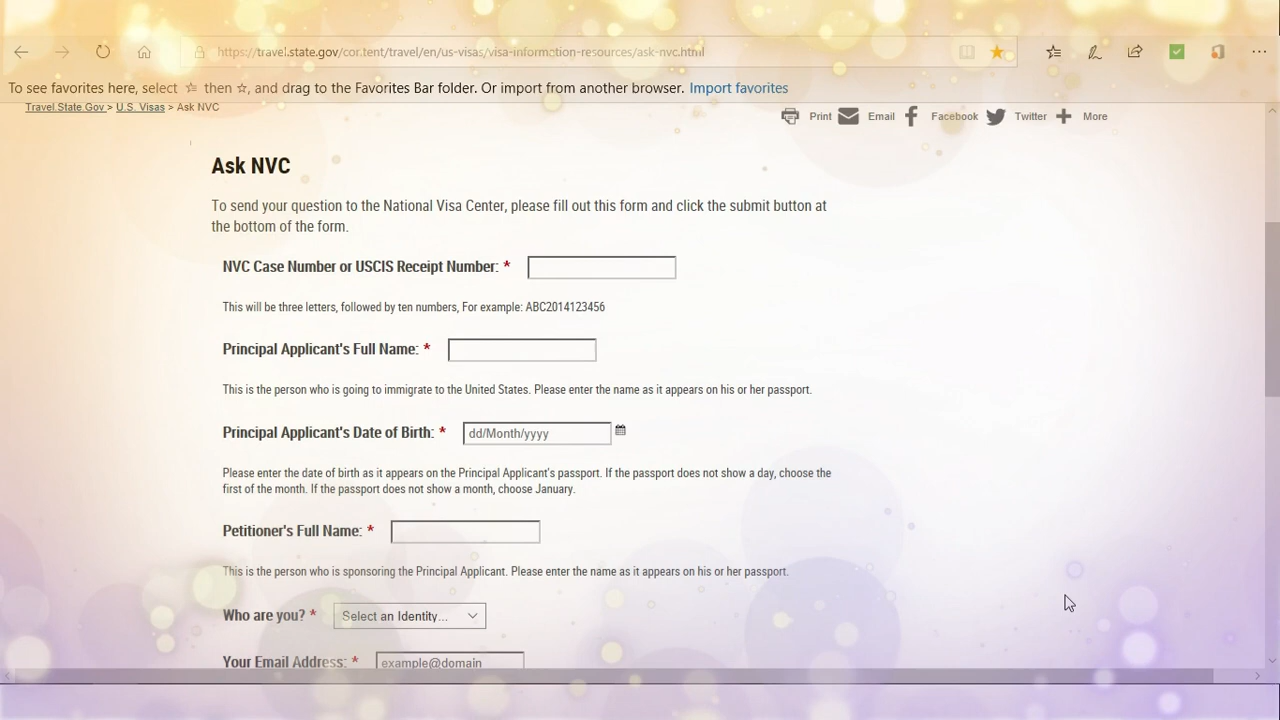 https://travel.state.gov/cor.tent/travel/en/us-visas/visa-information-resources/ask-nvc.html
To see favorites here, select ☆ then ☆, and drag to the Favorites Bar folder. Or import from another browser. Import favorites
Travel.State.Gov > U.S. Visas > Ask NVC
Print Email Facebook Twitter More
Ask NVC
To send your question to the National Visa Center, please fill out this form and click the submit button at
the bottom of the form.
NVC Case Number or USCIS Receipt Number: *
This will be three letters, followed by ten numbers, For example: ABC2014123456
Principal Applicant's Full Name: *
This is the person who is going to immigrate to the United States. Please enter the name as it appears on his or her passport.
Principal Applicant's Date of Birth: * dd/Month/yyyy
Please enter the date of birth as it appears on the Principal Applicant's passport. If the passport does not show a day, choose the
first of the month. If the passport does not show a month, choose January.
Petitioner's Full Name: *
This is the person who is sponsoring the Principal Applicant. Please enter the name as it appears on his or her passport.
Who are you? * Select an Identity...
Your Email Address: * example@domain